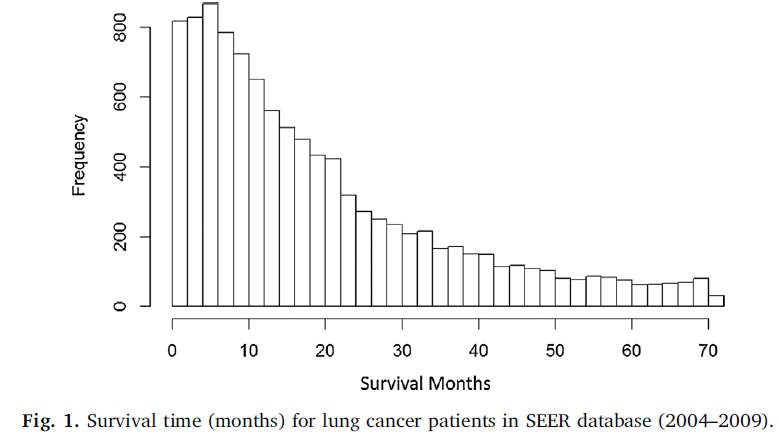 800
600
400
200
0
Frequency
0 10 20 30 40 50 60 70
Survival Months
Fig. 1. Survival time (months) for lung cancer patients in SEER database (2004–2009).